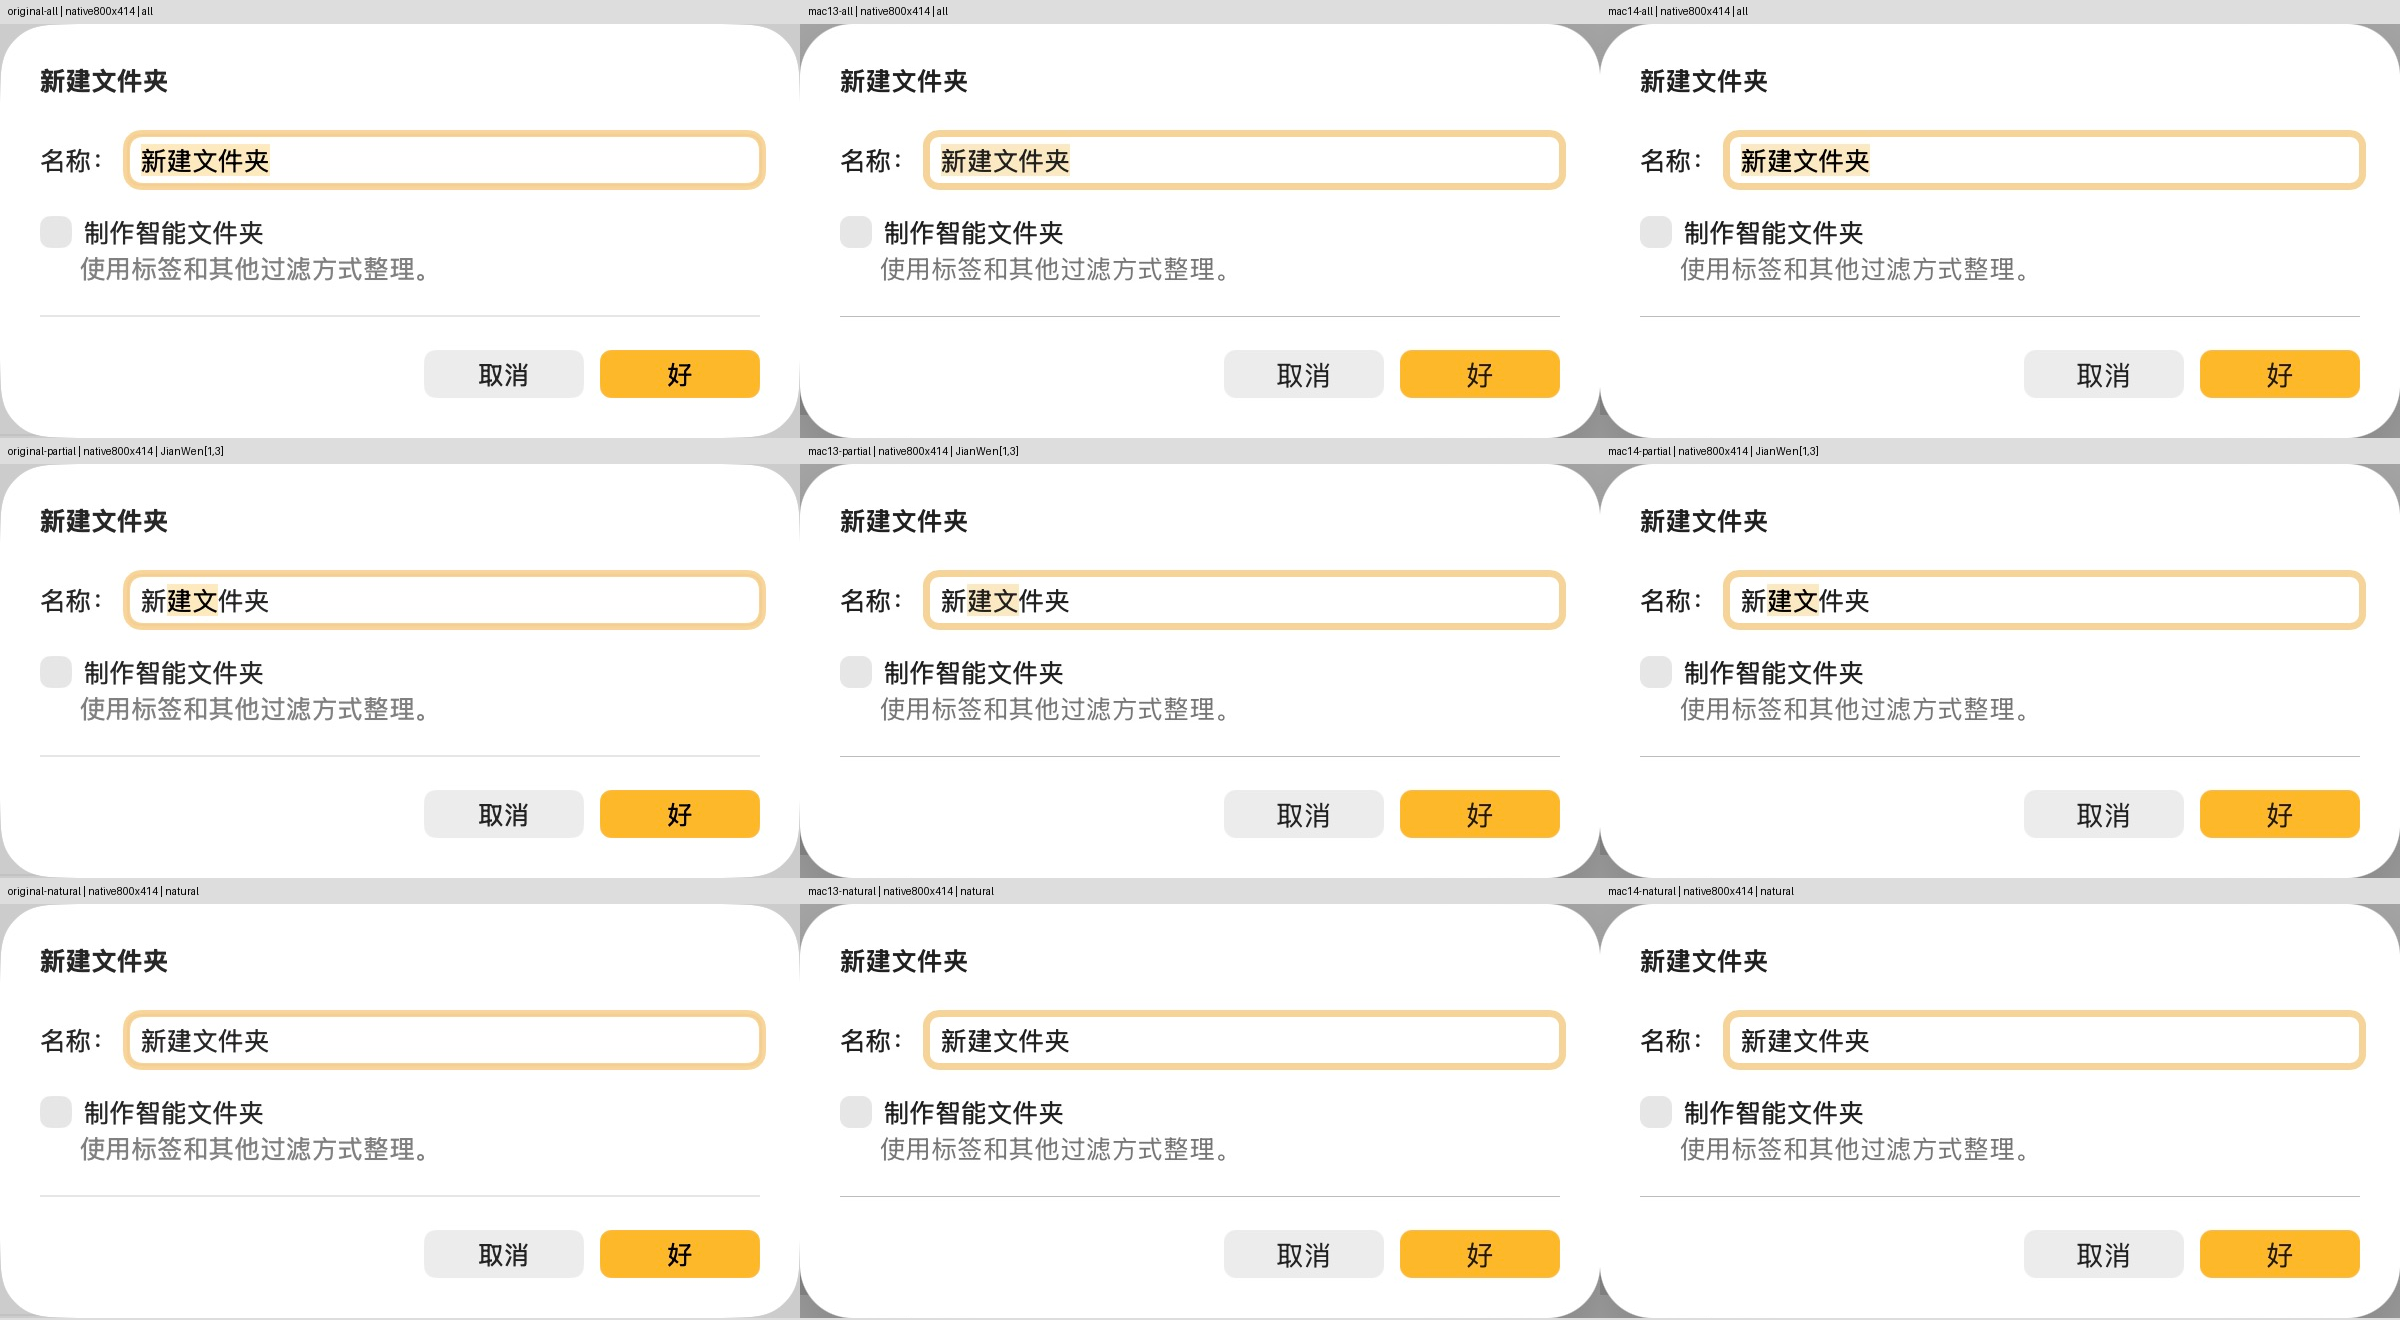 original-all | native800x414 | all
新建文件夹
名称：
新建文件夹
制作智能文件夹
使用标签和其他过滤方式整理。
取消
好
mac13-all | native800x414 | all
新建文件夹
名称：
新建文件夹
制作智能文件夹
使用标签和其他过滤方式整理。
取消
好
mac14-all | native800x414 | all
新建文件夹
名称：
新建文件夹
制作智能文件夹
使用标签和其他过滤方式整理。
取消
好
original-partial | native800x414 | JianWen[1,3]
新建文件夹
名称：
新建文件夹
制作智能文件夹
使用标签和其他过滤方式整理。
取消
好
mac13-partial | native800x414 | JianWen[1,3]
新建文件夹
名称：
新建文件夹
制作智能文件夹
使用标签和其他过滤方式整理。
取消
好
mac14-partial | native800x414 | JianWen[1,3]
新建文件夹
名称：
新建文件夹
制作智能文件夹
使用标签和其他过滤方式整理。
取消
好
original-natural | native800x414 | natural
新建文件夹
名称：
新建文件夹
制作智能文件夹
使用标签和其他过滤方式整理。
取消
好
mac13-natural | native800x414 | natural
新建文件夹
名称：
新建文件夹
制作智能文件夹
使用标签和其他过滤方式整理。
取消
好
mac14-natural | native800x414 | natural
新建文件夹
名称：
新建文件夹
制作智能文件夹
使用标签和其他过滤方式整理。
取消
好